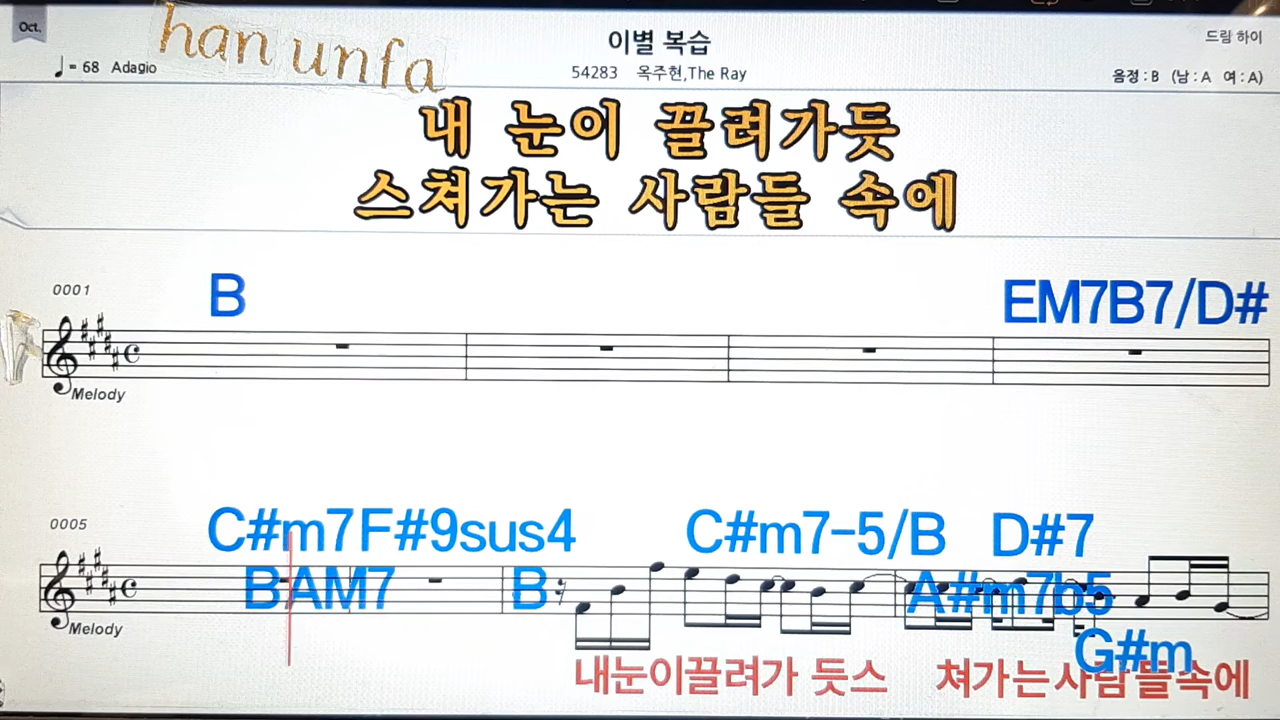 Oct.
han unfa
이별 복습
드림 하이
♩= 68 Adagio
54283 옥주현,The Ray
음정 : B (남 : A 여 : A)
내 눈이 끌려가듯
스쳐가는 사람들 속에
0001
B
EM7B7/D#
Melody
0005
C#m7F#9sus4
C#m7-5/B
D#7
B
AM7
B
A#m7b5
Melody
G#m
내눈이끌려가 듯스 쳐가는사람들속에